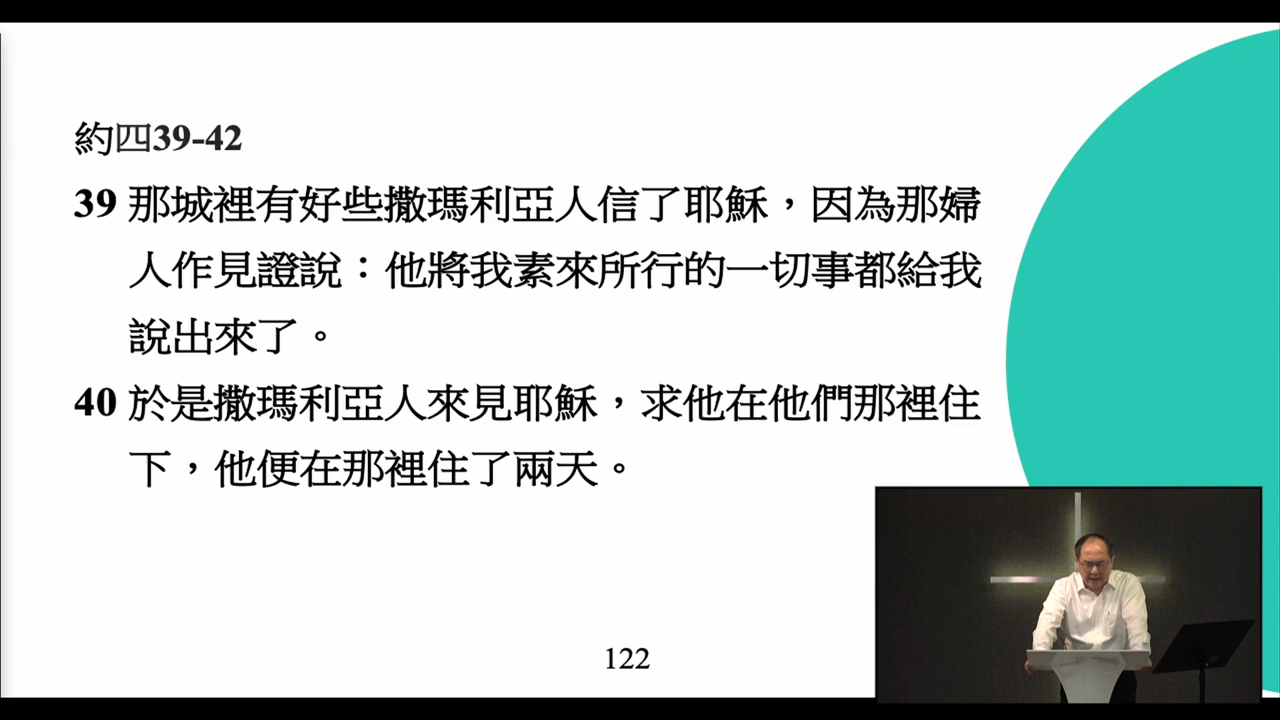 約四39-42
39 那城裡有好些撒瑪利亞人信了耶穌，因為那婦
人作見證說：他將我素來所行的一切事都給我
說出來了。
40 於是撒瑪利亞人來見耶穌，求他在他們那裡住
下，他便在那裡住了兩天。
122